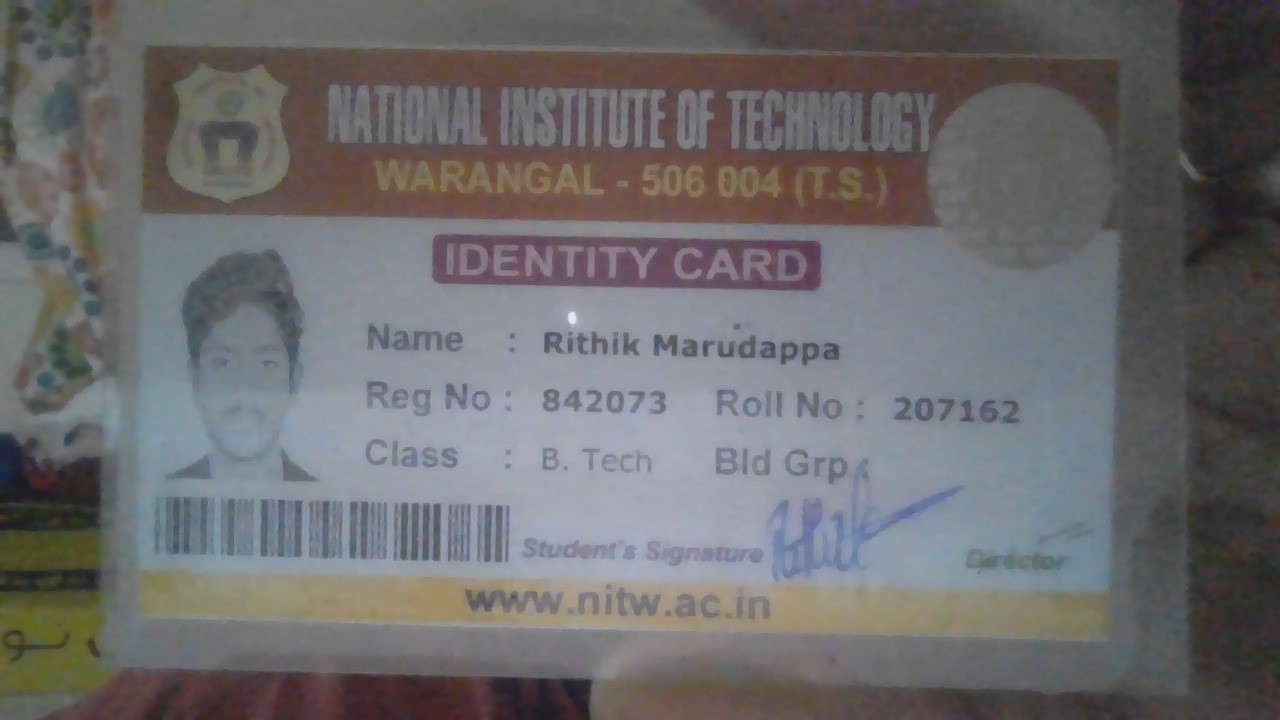 NATIONAL INSTITUTE OF TECHNOLOGY
WARANGAL - 506 004 (T.S.)
IDENTITY CARD
Name : Rithik Marudappa
Reg No : 842073 Roll No : 207162
Class : B. Tech Bld Grp :
Student's Signature
Director
www.nitw.ac.in